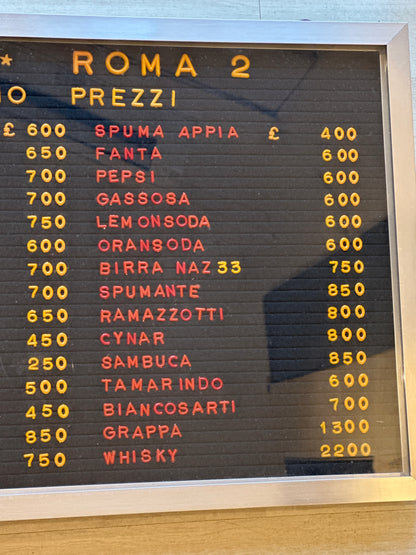 ★ ROMA 2
IO PREZZI
£ 600 SPUMA APPIA £ 400
650 FANTA 600
700 PEPSI 600
700 GASSOSA 600
750 LEMONSODA 600
600 ORANSODA 600
700 BIRRA NAZ 33 750
700 SPUMANTE 850
650 RAMAZZOTTI 800
450 CYNAR 800
250 SAMBUCA 850
500 TAMARINDO 600
450 BIANCOSARTI 700
850 GRAPPA 1300
750 WHISKY 2200